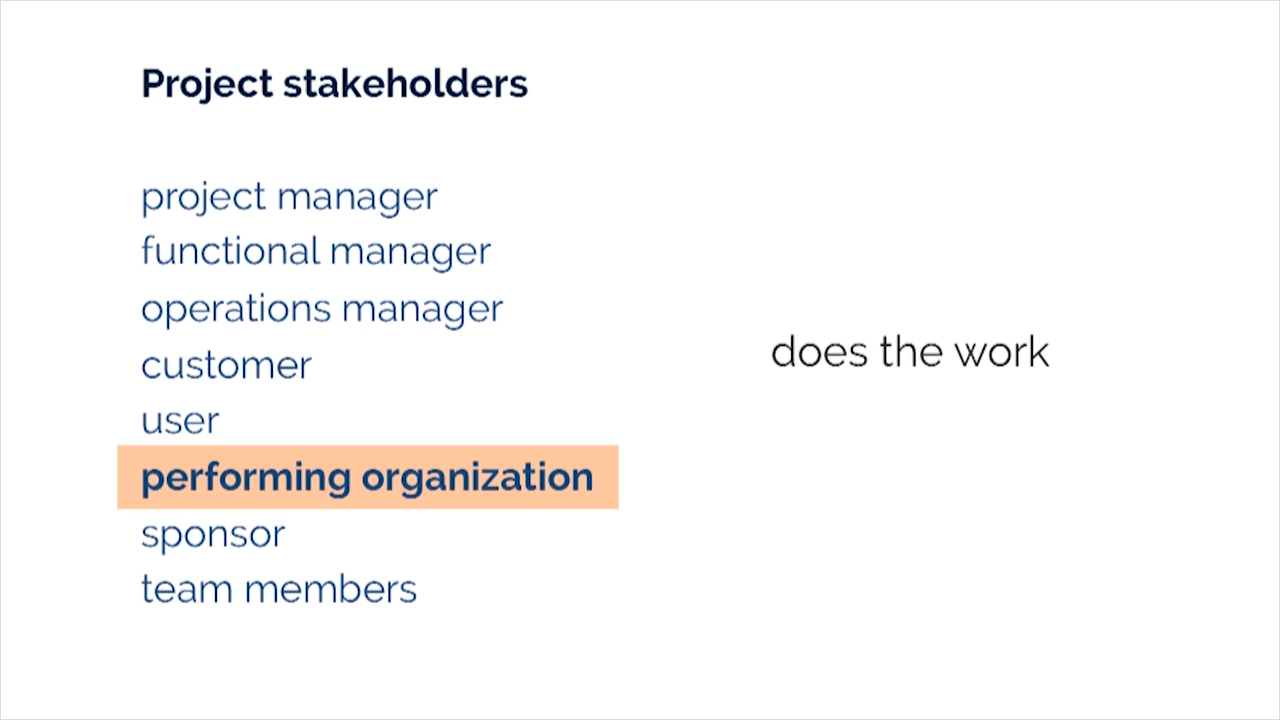 Project stakeholders
project manager
functional manager
operations manager
customer
user
performing organization
sponsor
team members
does the work